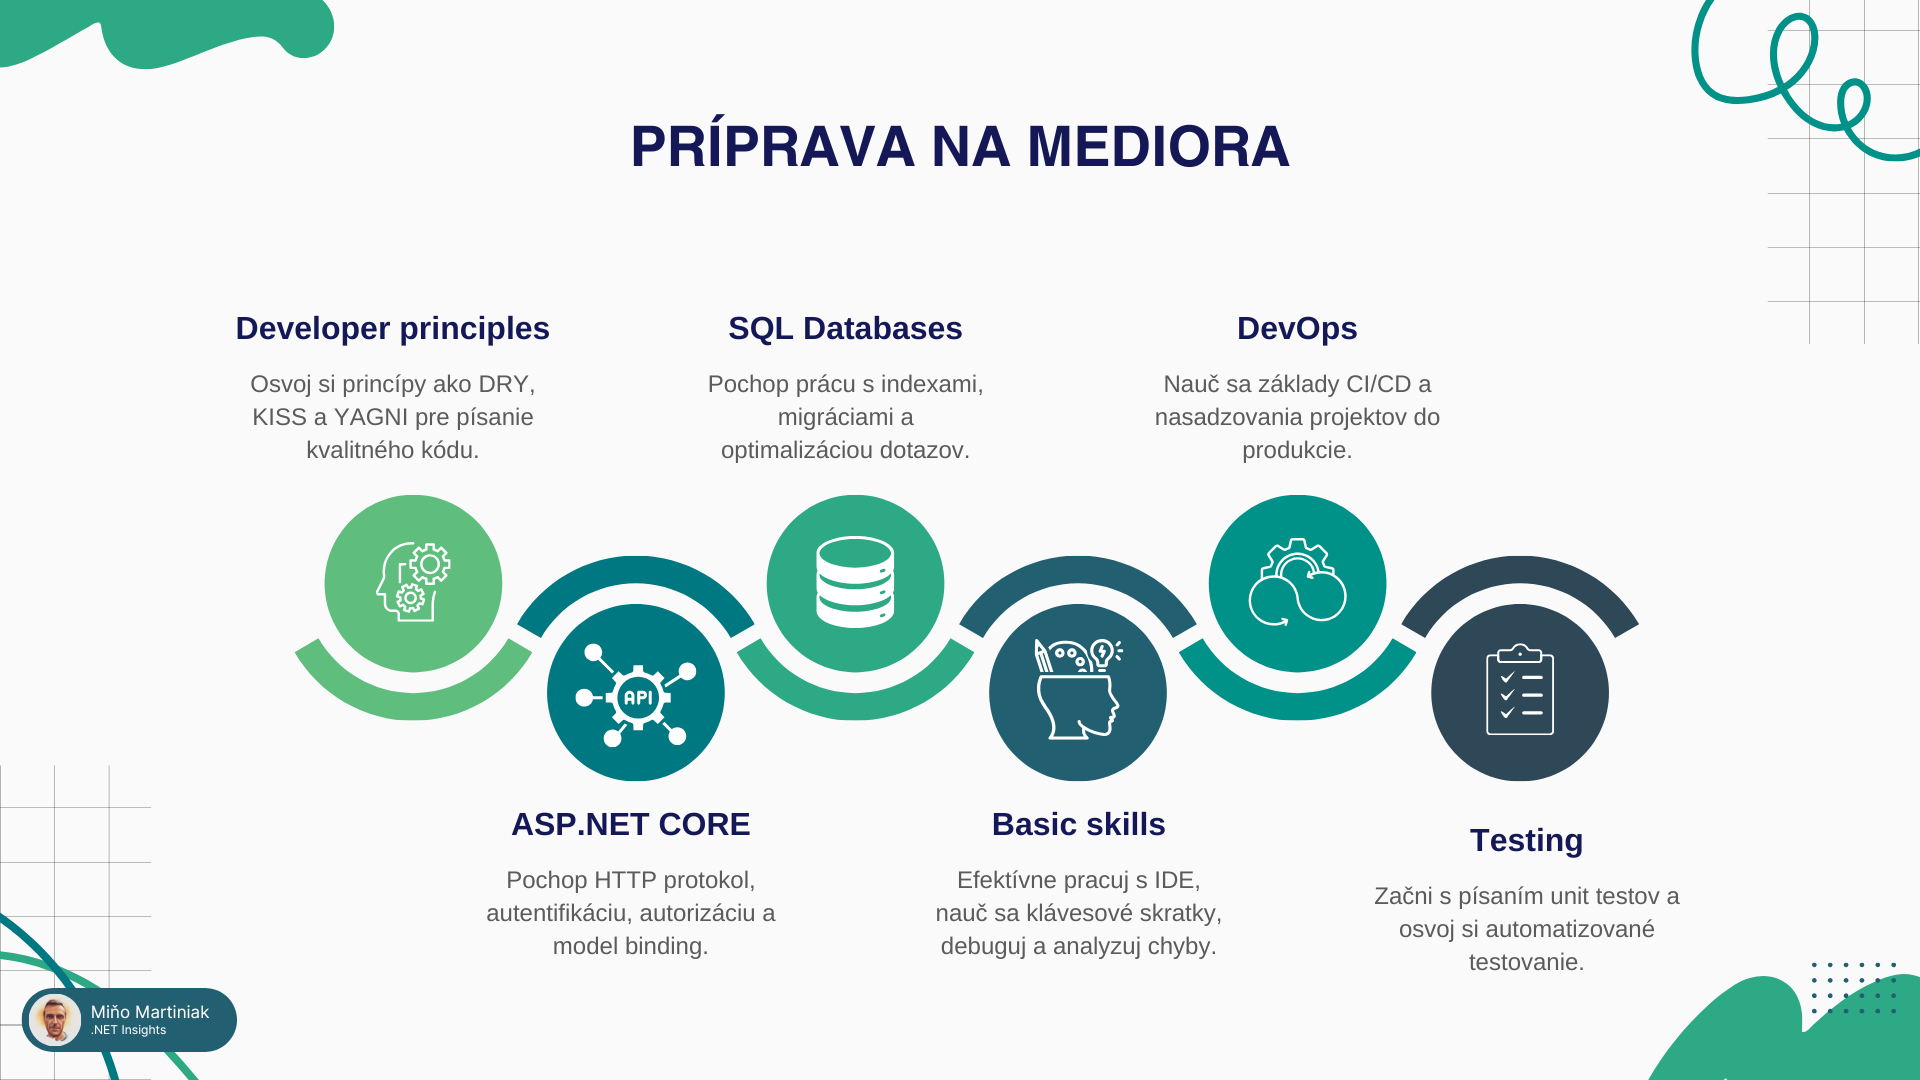 PRÍPRAVA NA MEDIORA
Developer principles
Osvoj si princípy ako DRY,
KISS a YAGNI pre písanie
kvalitného kódu.
SQL Databases
Pochop prácu s indexami,
migráciami a
optimalizáciou dotazov.
DevOps
Nauč sa základy CI/CD a
nasadzovania projektov do
produkcie.
API
ASP.NET CORE
Pochop HTTP protokol,
autentifikáciu, autorizáciu a
model binding.
Basic skills
Efektívne pracuj s IDE,
nauč sa klávesové skratky,
debuguj a analyzuj chyby.
Testing
Začni s písaním unit testov a
osvoj si automatizované
testovanie.
Miňo Martiniak
.NET Insights